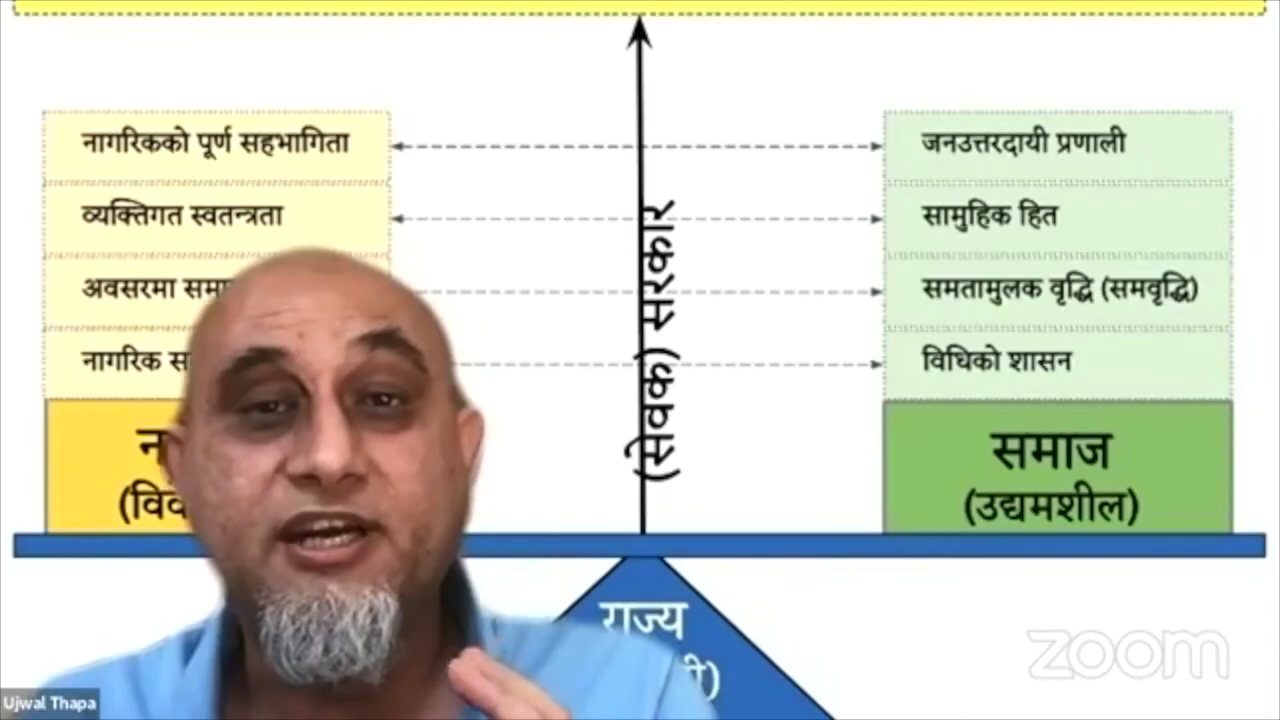 नागरिकको पूर्ण सहभागिता
जनउत्तरदायी प्रणाली
व्यक्तिगत स्वतन्त्रता
सामुहिक हित
अवसरमा
समतामुलक वृद्धि (समवृद्धि)
नागरिक
विधिको शासन
(सेवक) सरकार
समाज
(उद्यमशील)
राज्य
zoom
Ujwal Thapa